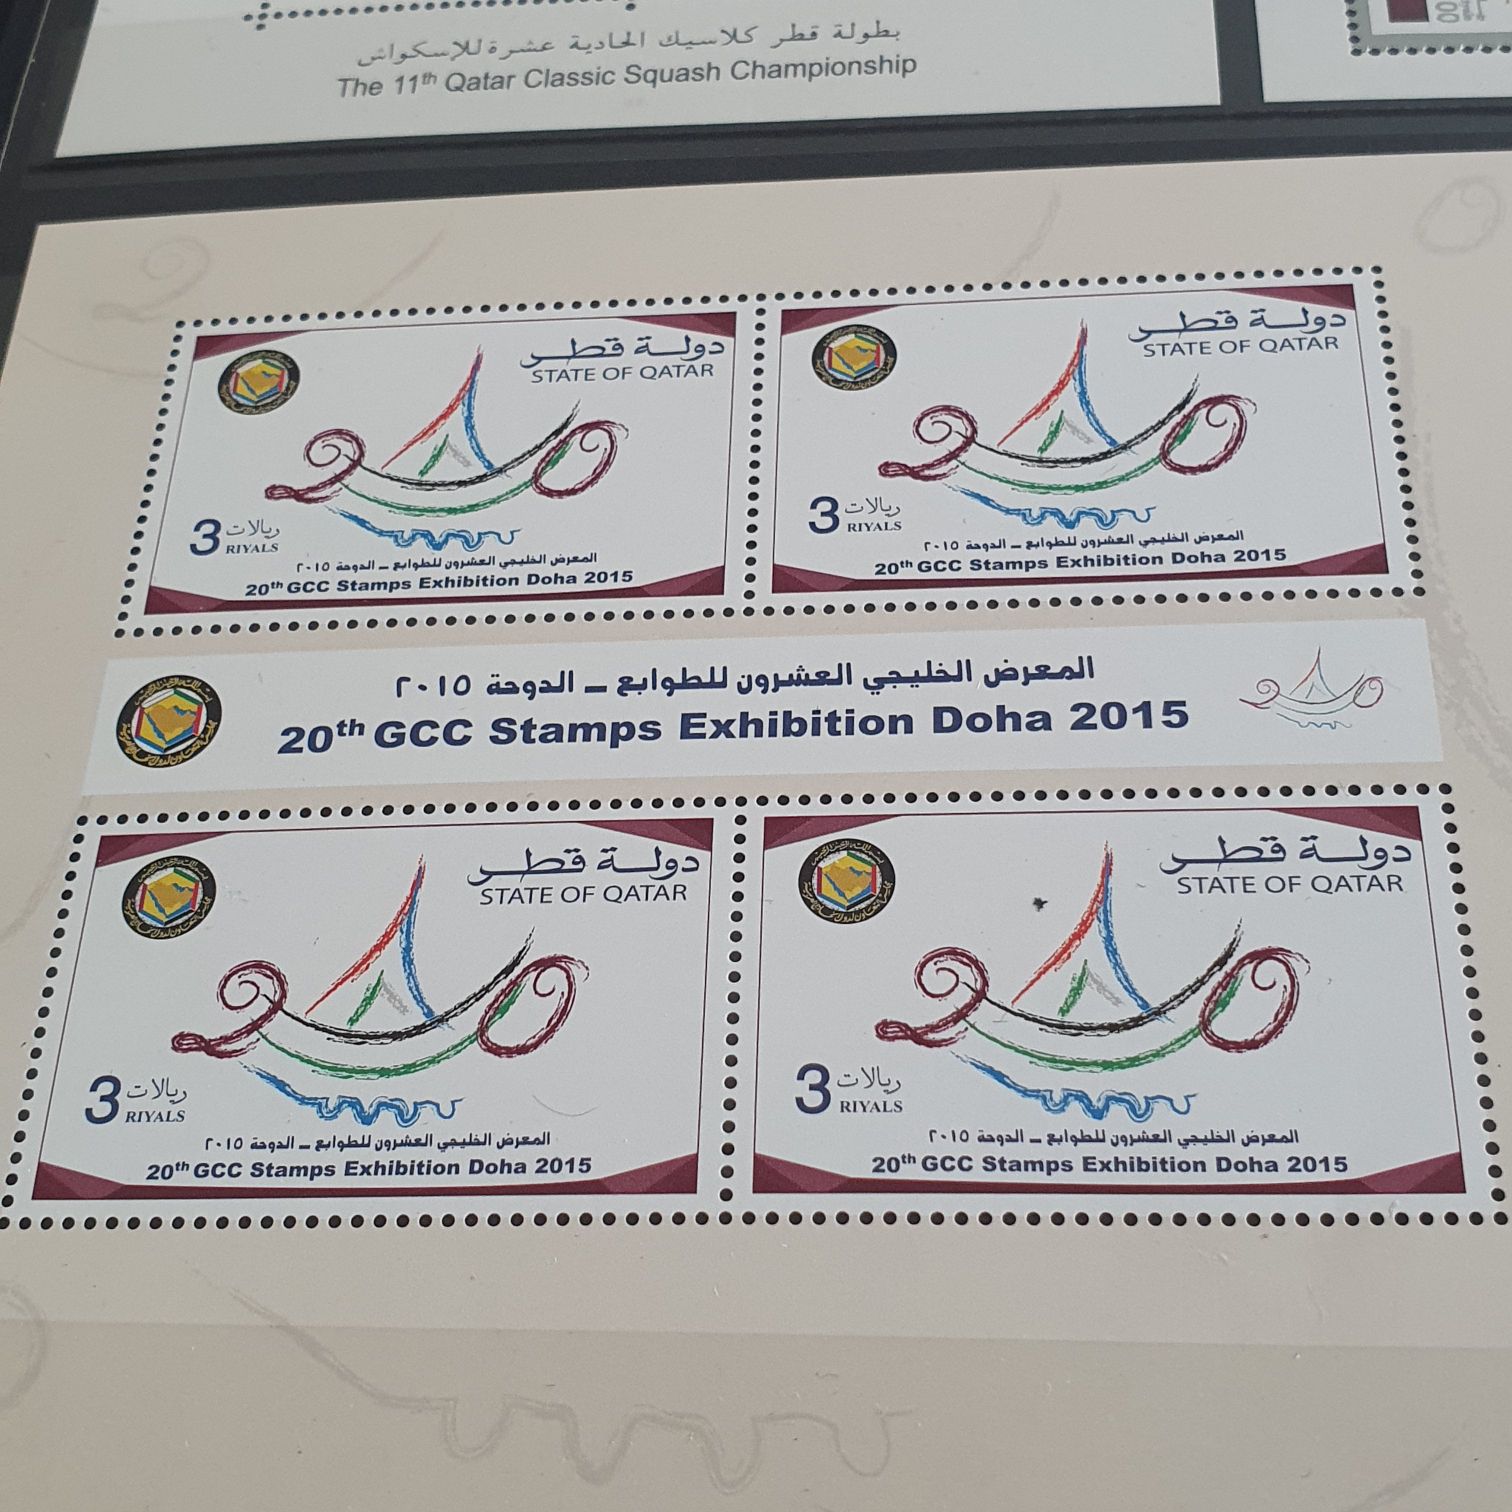 بطولة قطر كلاسيك الحادية عشرة للإسكواش
The 11th Qatar Classic Squash Championship
دولة قطر
STATE OF QATAR
3 ريالات
RIYALS
المعرض الخليجي العشرون للطوابع – الدوحة ٢٠١٥
20th GCC Stamps Exhibition Doha 2015
دولة قطر
STATE OF QATAR
3 ريالات
RIYALS
المعرض الخليجي العشرون للطوابع – الدوحة ٢٠١٥
20th GCC Stamps Exhibition Doha 2015
المعرض الخليجي العشرون للطوابع – الدوحة ٢٠١٥
20th GCC Stamps Exhibition Doha 2015
دولة قطر
STATE OF QATAR
3 ريالات
RIYALS
المعرض الخليجي العشرون للطوابع – الدوحة ٢٠١٥
20th GCC Stamps Exhibition Doha 2015
دولة قطر
STATE OF QATAR
3 ريالات
RIYALS
المعرض الخليجي العشرون للطوابع – الدوحة ٢٠١٥
20th GCC Stamps Exhibition Doha 2015